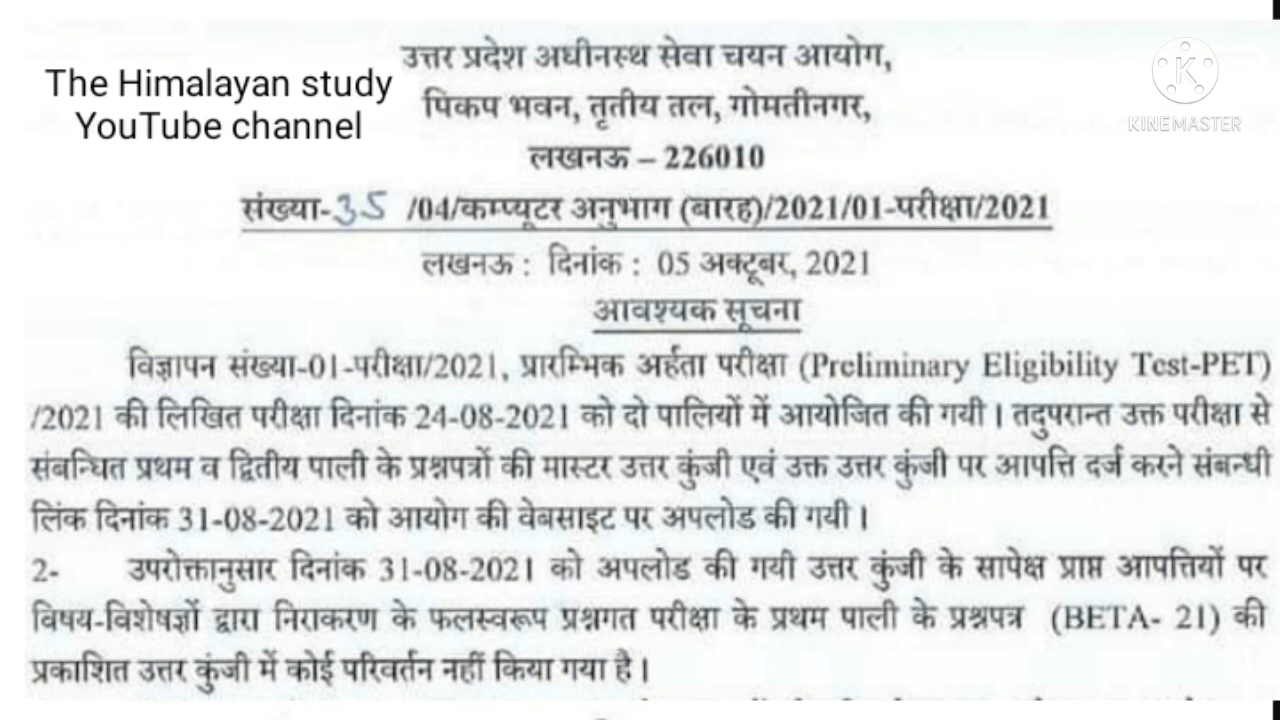 The Himalayan study
YouTube channel
K
KINEMASTER
उत्तर प्रदेश अधीनस्थ सेवा चयन आयोग,
पिकप भवन, तृतीय तल, गोमतीनगर,
लखनऊ – 226010
संख्या-35 /04/कम्प्यूटर अनुभाग (बारह)/2021/01-परीक्षा/2021
लखनऊ : दिनांक : 05 अक्टूबर, 2021
आवश्यक सूचना
विज्ञापन संख्या-01-परीक्षा/2021, प्रारम्भिक अर्हता परीक्षा (Preliminary Eligibility Test-PET)
/2021 की लिखित परीक्षा दिनांक 24-08-2021 को दो पालियों में आयोजित की गयी। तदुपरान्त उक्त परीक्षा से
संबन्धित प्रथम व द्वितीय पाली के प्रश्नपत्रों की मास्टर उत्तर कुंजी एवं उक्त उत्तर कुंजी पर आपत्ति दर्ज करने संबन्धी
लिंक दिनांक 31-08-2021 को आयोग की वेबसाइट पर अपलोड की गयी।
2- उपरोक्तानुसार दिनांक 31-08-2021 को अपलोड की गयी उत्तर कुंजी के सापेक्ष प्राप्त आपत्तियों पर
विषय-विशेषज्ञों द्वारा निराकरण के फलस्वरूप प्रश्नगत परीक्षा के प्रथम पाली के प्रश्नपत्र (BETA- 21) की
प्रकाशित उत्तर कुंजी में कोई परिवर्तन नहीं किया गया है।